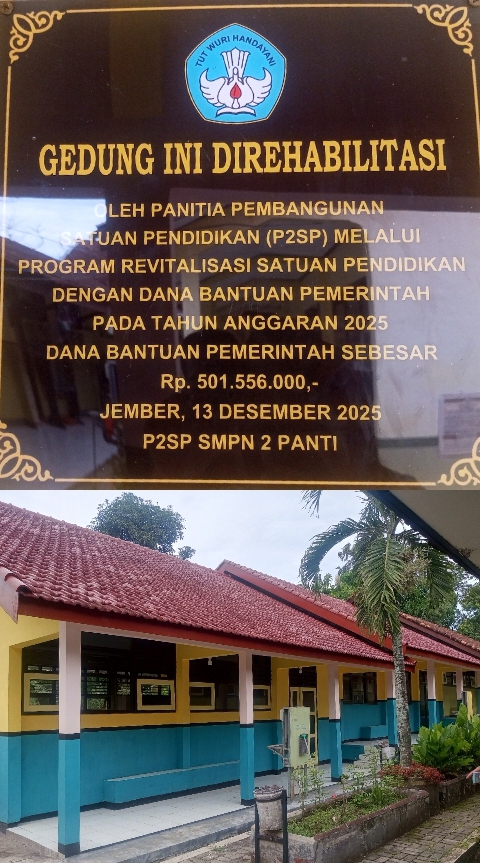 TUT WURI HANDAYANI
GEDUNG INI DIREHABILITASI
OLEH PANITIA PEMBANGUNAN
SATUAN PENDIDIKAN (P2SP) MELALUI
PROGRAM REVITALISASI SATUAN PENDIDIKAN
DENGAN DANA BANTUAN PEMERINTAH
PADA TAHUN ANGGARAN 2025
DANA BANTUAN PEMERINTAH SEBESAR
Rp. 501.556.000,-
JEMBER, 13 DESEMBER 2025
P2SP SMPN 2 PANTI